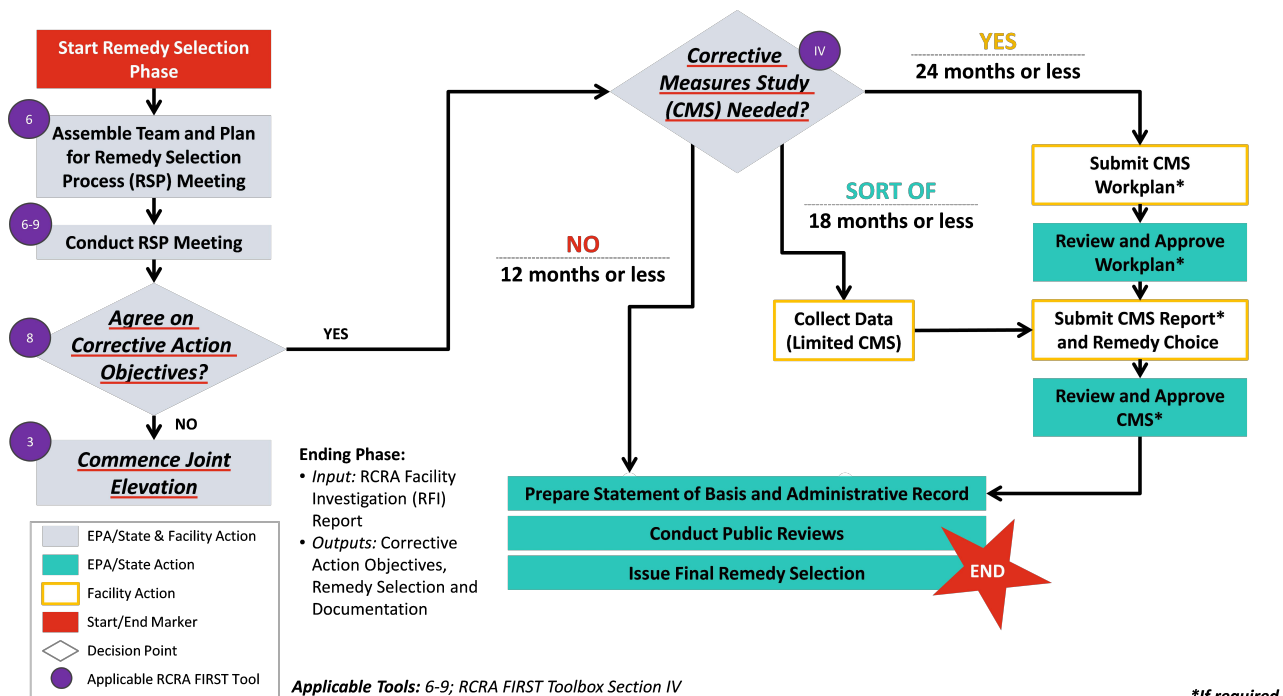 Start Remedy Selection
Phase
6
Assemble Team and Plan
for Remedy Selection
Process (RSP) Meeting
6-9
Conduct RSP Meeting
8
Agree on
Corrective Action
Objectives?
YES
NO
3
Commence Joint
Elevation
IV
Corrective
Measures Study
(CMS) Needed?
YES
24 months or less
SORT OF
18 months or less
NO
12 months or less
Submit CMS
Workplan*
Review and Approve
Workplan*
Collect Data
(Limited CMS)
Submit CMS Report*
and Remedy Choice
Review and Approve
CMS*
Ending Phase:
• Input: RCRA Facility
Investigation (RFI)
Report
• Outputs: Corrective
Action Objectives,
Remedy Selection and
Documentation
Prepare Statement of Basis and Administrative Record
Conduct Public Reviews
Issue Final Remedy Selection
END
EPA/State & Facility Action
EPA/State Action
Facility Action
Start/End Marker
Decision Point
Applicable RCRA FIRST Tool
Applicable Tools: 6-9; RCRA FIRST Toolbox Section IV
*If required